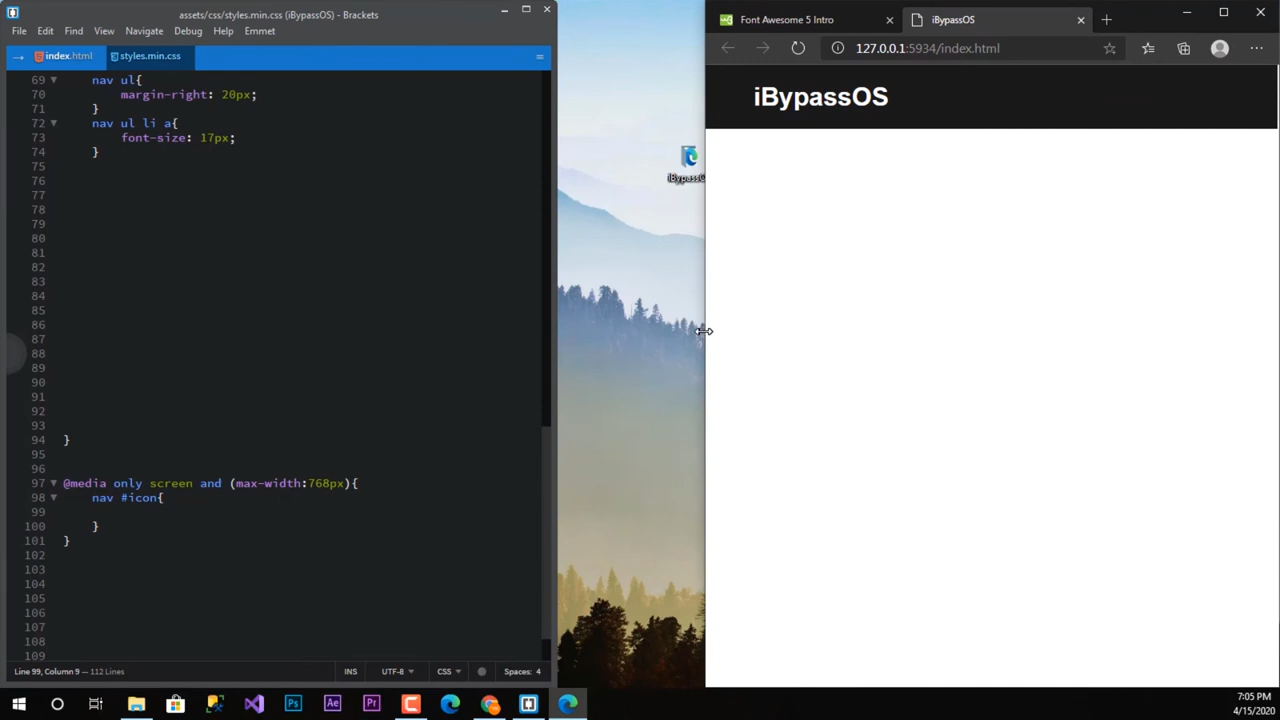 assets/css/styles.min.css (iBypassOS) - Brackets
File Edit Find View Navigate Debug Help Emmet
index.html
styles.min.css
69 nav ul{
70 margin-right: 20px;
71 }
72 nav ul li a{
73 font-size: 17px;
74 }
75
76
77
78
79
80
81
82
83
84
85
86
87
88
89
90
91
92
93
94 }
95
96
97 @media only screen and (max-width:768px){
98 nav #icon{
99
100 }
101 }
102
103
104
105
106
107
108
109
Line 99, Column 9 — 112 Lines
INS UTF-8 CSS Spaces: 4
iBypassO
Font Awesome 5 Intro
iBypassOS
127.0.0.1:5934/index.html
iBypassOS
Ps Ae Pr
7:05 PM
4/15/2020